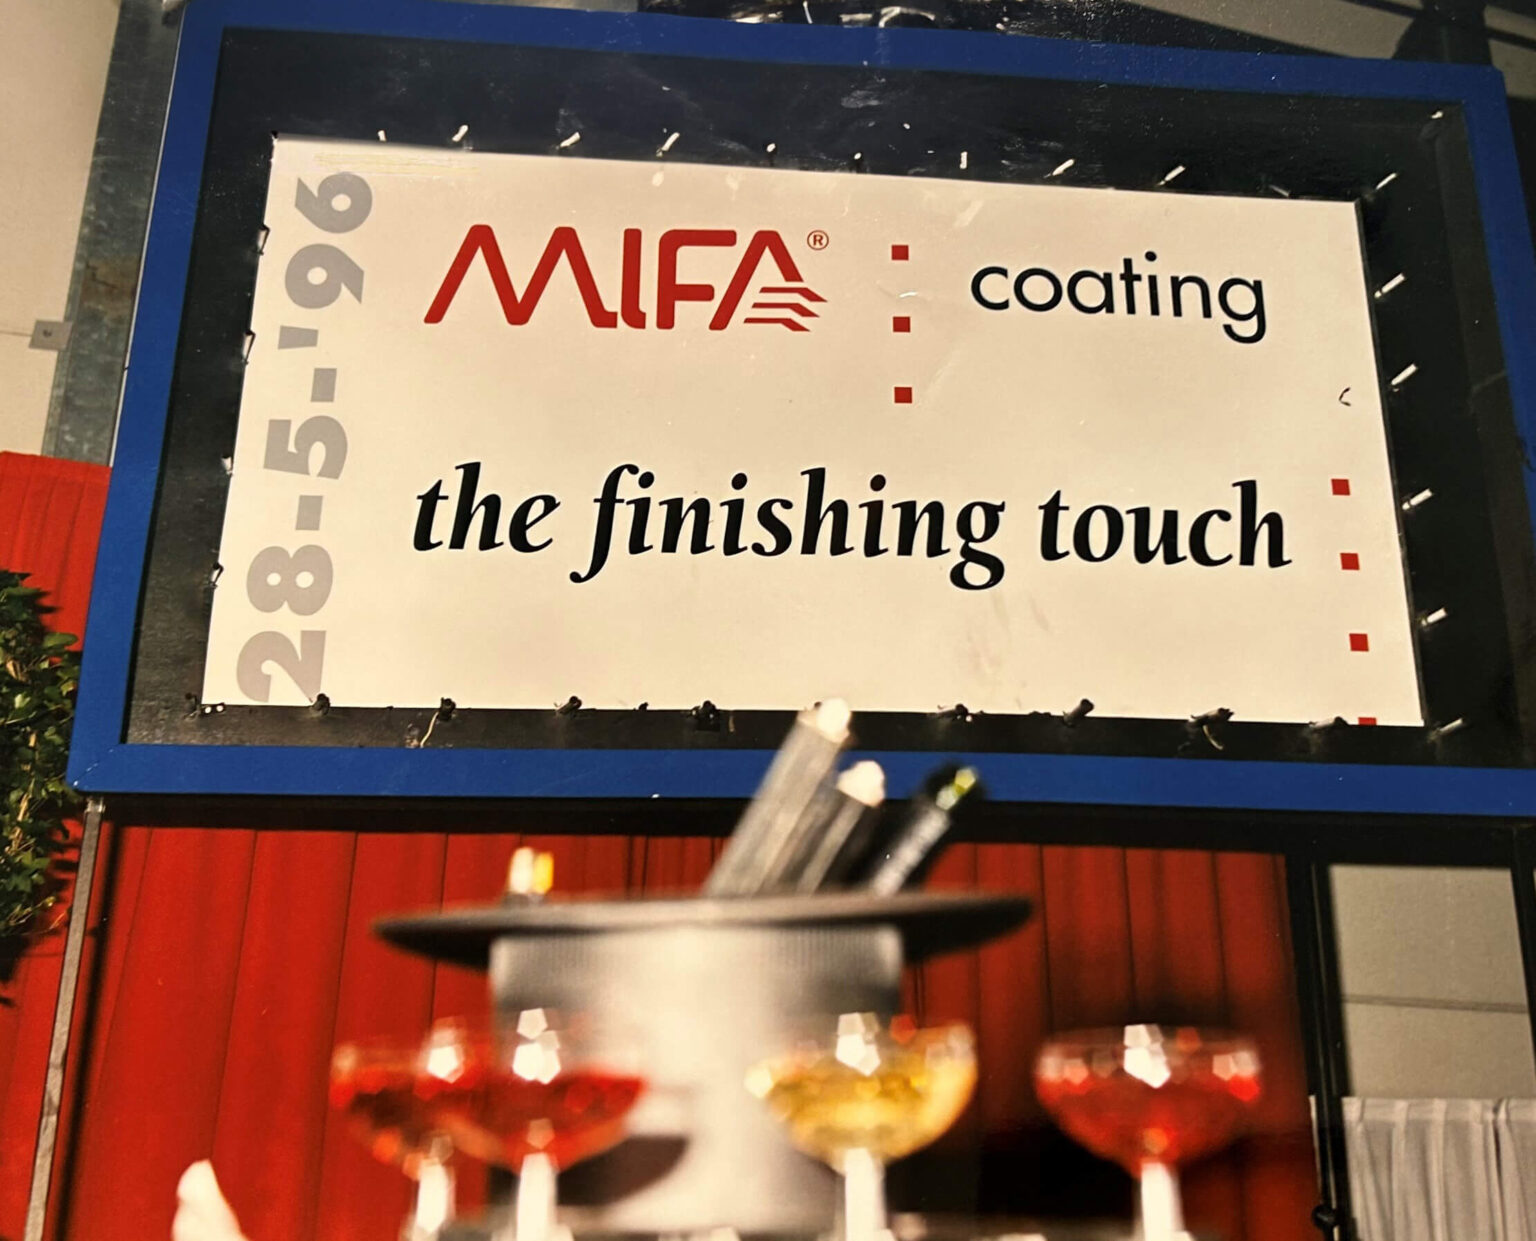 28-5-'96
MIFA®
coating
the finishing touch